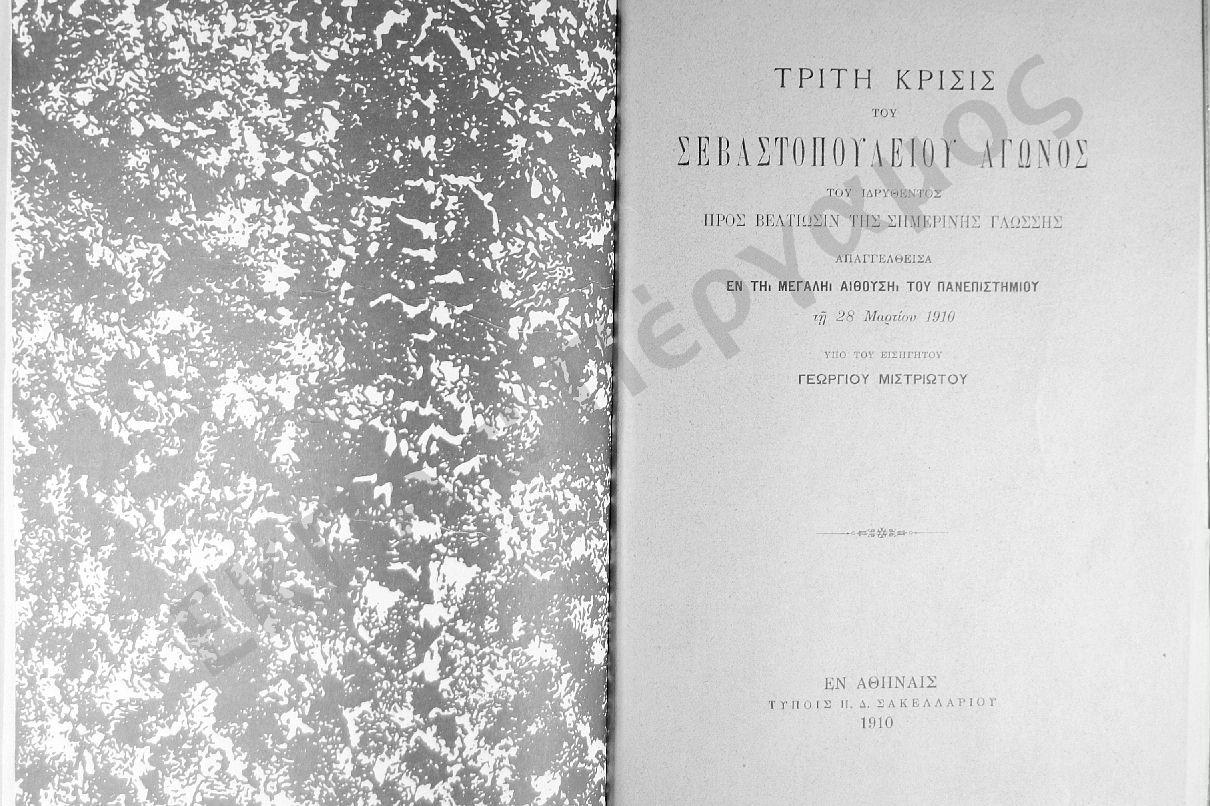 ΤΡΙΤΗ ΚΡΙΣΙΣ
ΤΟΥ
ΣΕΒΑΣΤΟΠΟΥΛΕΙΟΥ ΑΓΩΝΟΣ
ΤΟΥ ΙΔΡΥΘΕΝΤΟΣ
ΠΡΟΣ ΒΕΛΤΙΩΣΙΝ ΤΗΣ ΣΗΜΕΡΙΝΗΣ ΓΛΩΣΣΗΣ
ΑΠΑΓΓΕΛΘΕΙΣΑ
ΕΝ ΤΗι ΜΕΓΑΛΗι ΑΙΘΟΥΣΗι ΤΟΥ ΠΑΝΕΠΙΣΤΗΜΙΟΥ
τῇ 28 Μαρτίου 1910
ΥΠΟ ΤΟΥ ΕΙΣΗΓΗΤΟΥ
ΓΕΩΡΓΙΟΥ ΜΙΣΤΡΙΩΤΟΥ
ΕΝ ΑΘΗΝΑΙΣ
ΤΥΠΟΙΣ Π. Δ. ΣΑΚΕΛΛΑΡΙΟΥ
1910